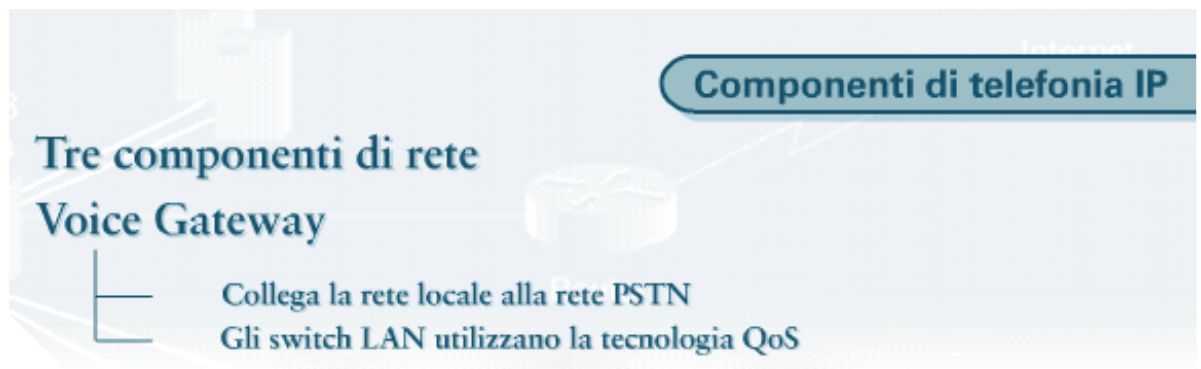 Internet
Componenti di telefonia IP
Tre componenti di rete
Voice Gateway
Collega la rete locale alla rete PSTN
Gli switch LAN utilizzano la tecnologia QoS